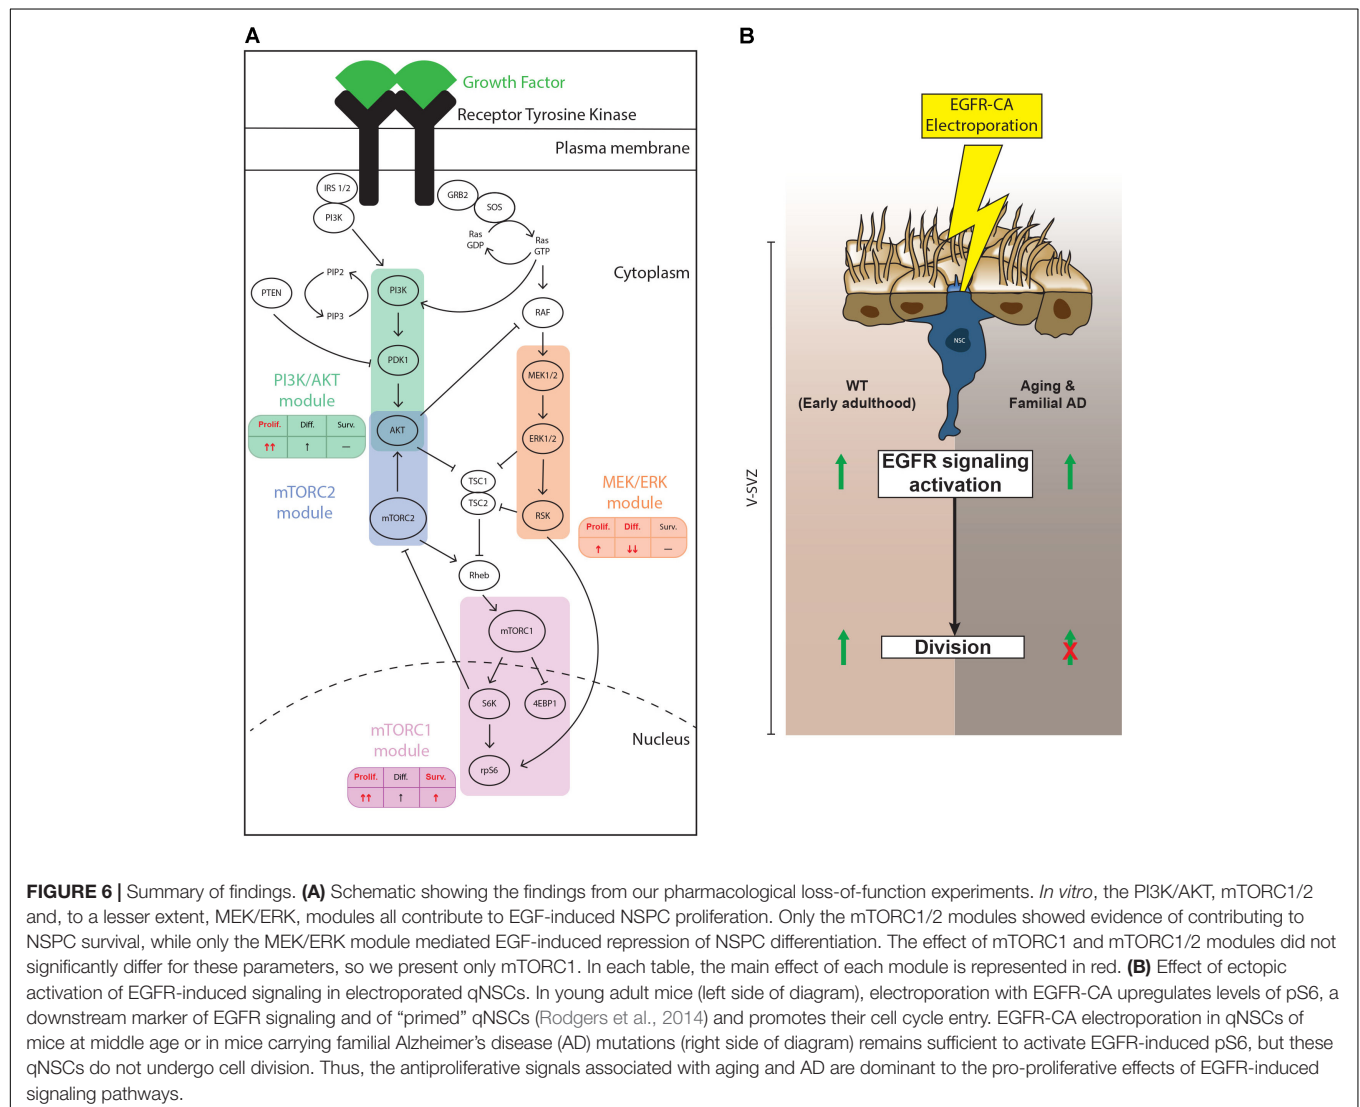 A
B
Growth Factor
Receptor Tyrosine Kinase
Plasma membrane
IRS 1/2
PI3K
GRB2
SOS
Ras
GDP
Ras
GTP
Cytoplasm
PTEN
PIP2
PIP3
PI3K
RAF
PDK1
MEK1/2
PI3K/AKT
module
Prolif. Diff. Surv.
↑↑ ↑ –
AKT
ERK1/2
mTORC2
module
mTORC2
TSC1
TSC2
RSK
MEK/ERK
module
Prolif. Diff. Surv.
↑ ↓↓ –
Rheb
mTORC1
S6K
4EBP1
Nucleus
mTORC1
module
Prolif. Diff. Surv.
↑↑ ↑ ↑
rpS6
EGFR-CA
Electroporation
NSC
WT
(Early adulthood)
Aging &
Familial AD
V-SVZ
EGFR signaling
activation
Division
X
FIGURE 6 | Summary of findings. (A) Schematic showing the findings from our pharmacological loss-of-function experiments. In vitro, the PI3K/AKT, mTORC1/2
and, to a lesser extent, MEK/ERK, modules all contribute to EGF-induced NSPC proliferation. Only the mTORC1/2 modules showed evidence of contributing to
NSPC survival, while only the MEK/ERK module mediated EGF-induced repression of NSPC differentiation. The effect of mTORC1 and mTORC1/2 modules did not
significantly differ for these parameters, so we present only mTORC1. In each table, the main effect of each module is represented in red. (B) Effect of ectopic
activation of EGFR-induced signaling in electroporated qNSCs. In young adult mice (left side of diagram), electroporation with EGFR-CA upregulates levels of pS6, a
downstream marker of EGFR signaling and of “primed” qNSCs (Rodgers et al., 2014) and promotes their cell cycle entry. EGFR-CA electroporation in qNSCs of
mice at middle age or in mice carrying familial Alzheimer’s disease (AD) mutations (right side of diagram) remains sufficient to activate EGFR-induced pS6, but these
qNSCs do not undergo cell division. Thus, the antiproliferative signals associated with aging and AD are dominant to the pro-proliferative effects of EGFR-induced
signaling pathways.